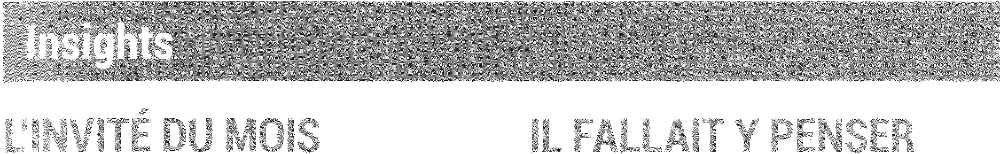 Insights
L'INVITÉ DU MOIS
IL FALLAIT Y PENSER